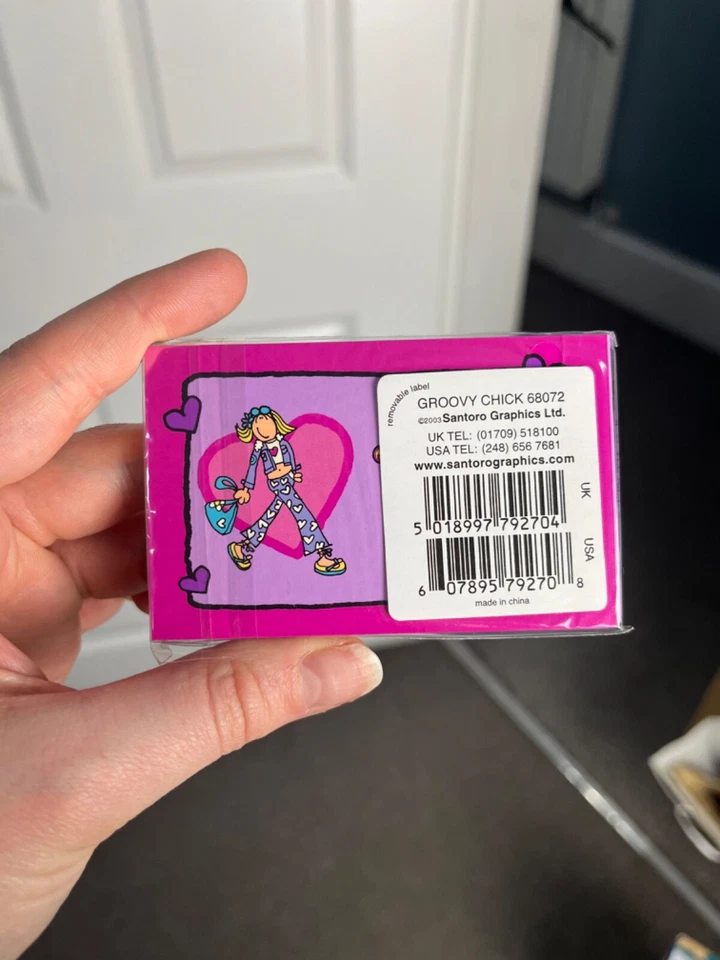 removable label
GROOVY CHICK 68072
©2003 Santoro Graphics Ltd.
UK TEL: (01709) 518100
USA TEL: (248) 656 7681
www.santorographics.com
UK
5 018997 792704
USA
6 07895 79270 8
made in china